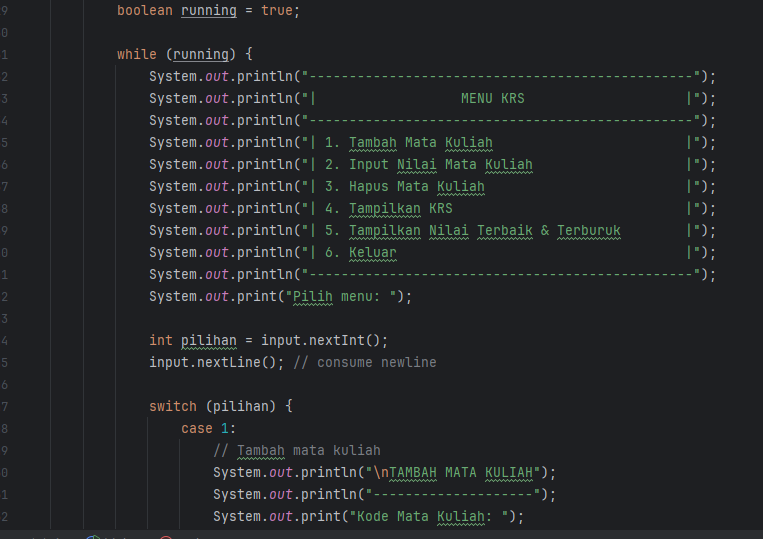 9 boolean running = true;
0
1 while (running) {
2 System.out.println("------------------------------------------------");
3 System.out.println("|                  MENU KRS                    |");
4 System.out.println("------------------------------------------------");
5 System.out.println("| 1. Tambah Mata Kuliah                        |");
6 System.out.println("| 2. Input Nilai Mata Kuliah                   |");
7 System.out.println("| 3. Hapus Mata Kuliah                         |");
8 System.out.println("| 4. Tampilkan KRS                             |");
9 System.out.println("| 5. Tampilkan Nilai Terbaik & Terburuk        |");
0 System.out.println("| 6. Keluar                                    |");
1 System.out.println("------------------------------------------------");
2 System.out.print("Pilih menu: ");
3
4 int pilihan = input.nextInt();
5 input.nextLine(); // consume newline
6
7 switch (pilihan) {
8 case 1:
9 // Tambah mata kuliah
0 System.out.println("\nTAMBAH MATA KULIAH");
1 System.out.println("--------------------");
2 System.out.print("Kode Mata Kuliah: ");